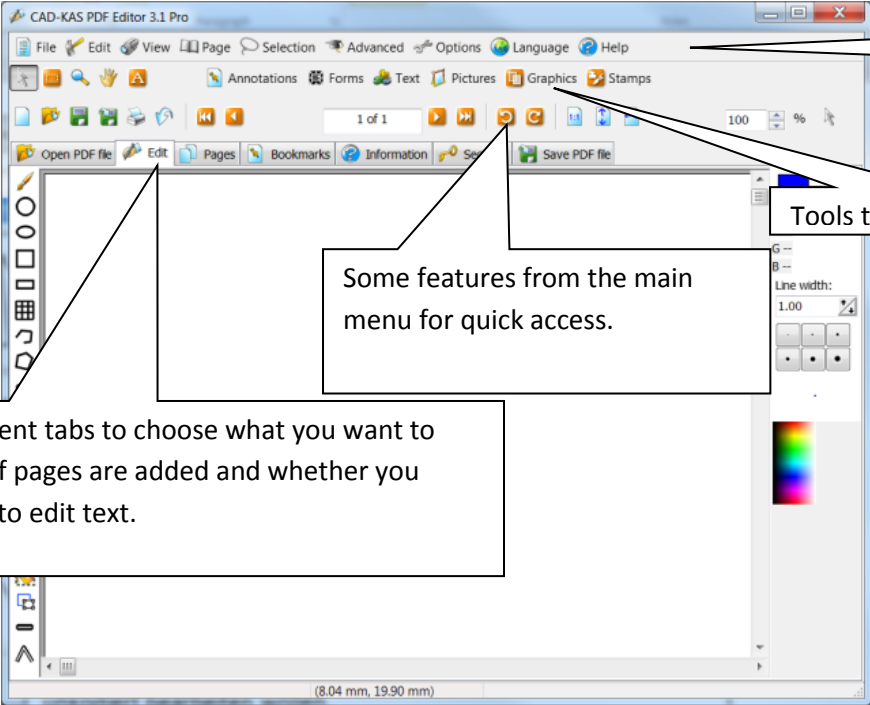 CAD-KAS PDF Editor 3.1 Pro
File Edit View Page Selection Advanced Options Language Help
Annotations Forms Text Pictures Graphics Stamps
1 of 1 100 %
Open PDF file Edit Pages Bookmarks Information Save PDF file
Tools t
G --
B --
Line width:
1.00
Some features from the main
menu for quick access.
ent tabs to choose what you want to
f pages are added and whether you
to edit text.
(8.04 mm, 19.90 mm)